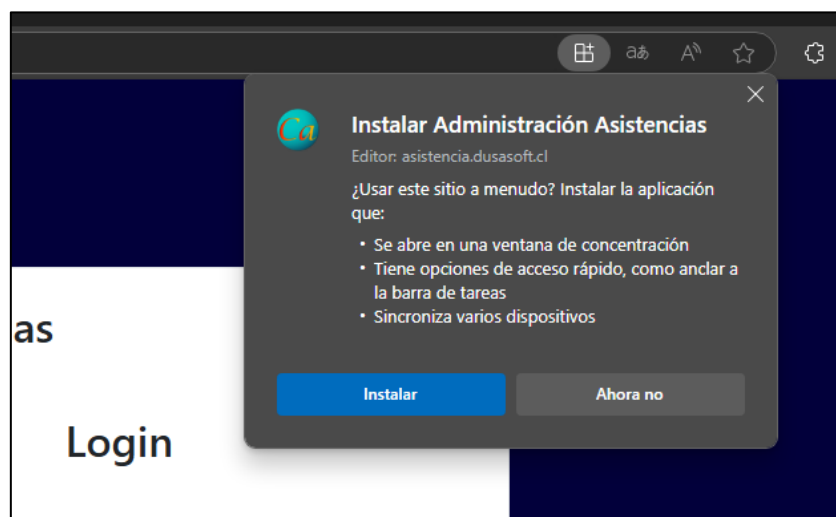 aあ A
Ca
Instalar Administración Asistencias
Editor: asistencia.dusasoft.cl
¿Usar este sitio a menudo? Instalar la aplicación
que:
• Se abre en una ventana de concentración
• Tiene opciones de acceso rápido, como anclar a
la barra de tareas
• Sincroniza varios dispositivos
Instalar Ahora no
as
Login